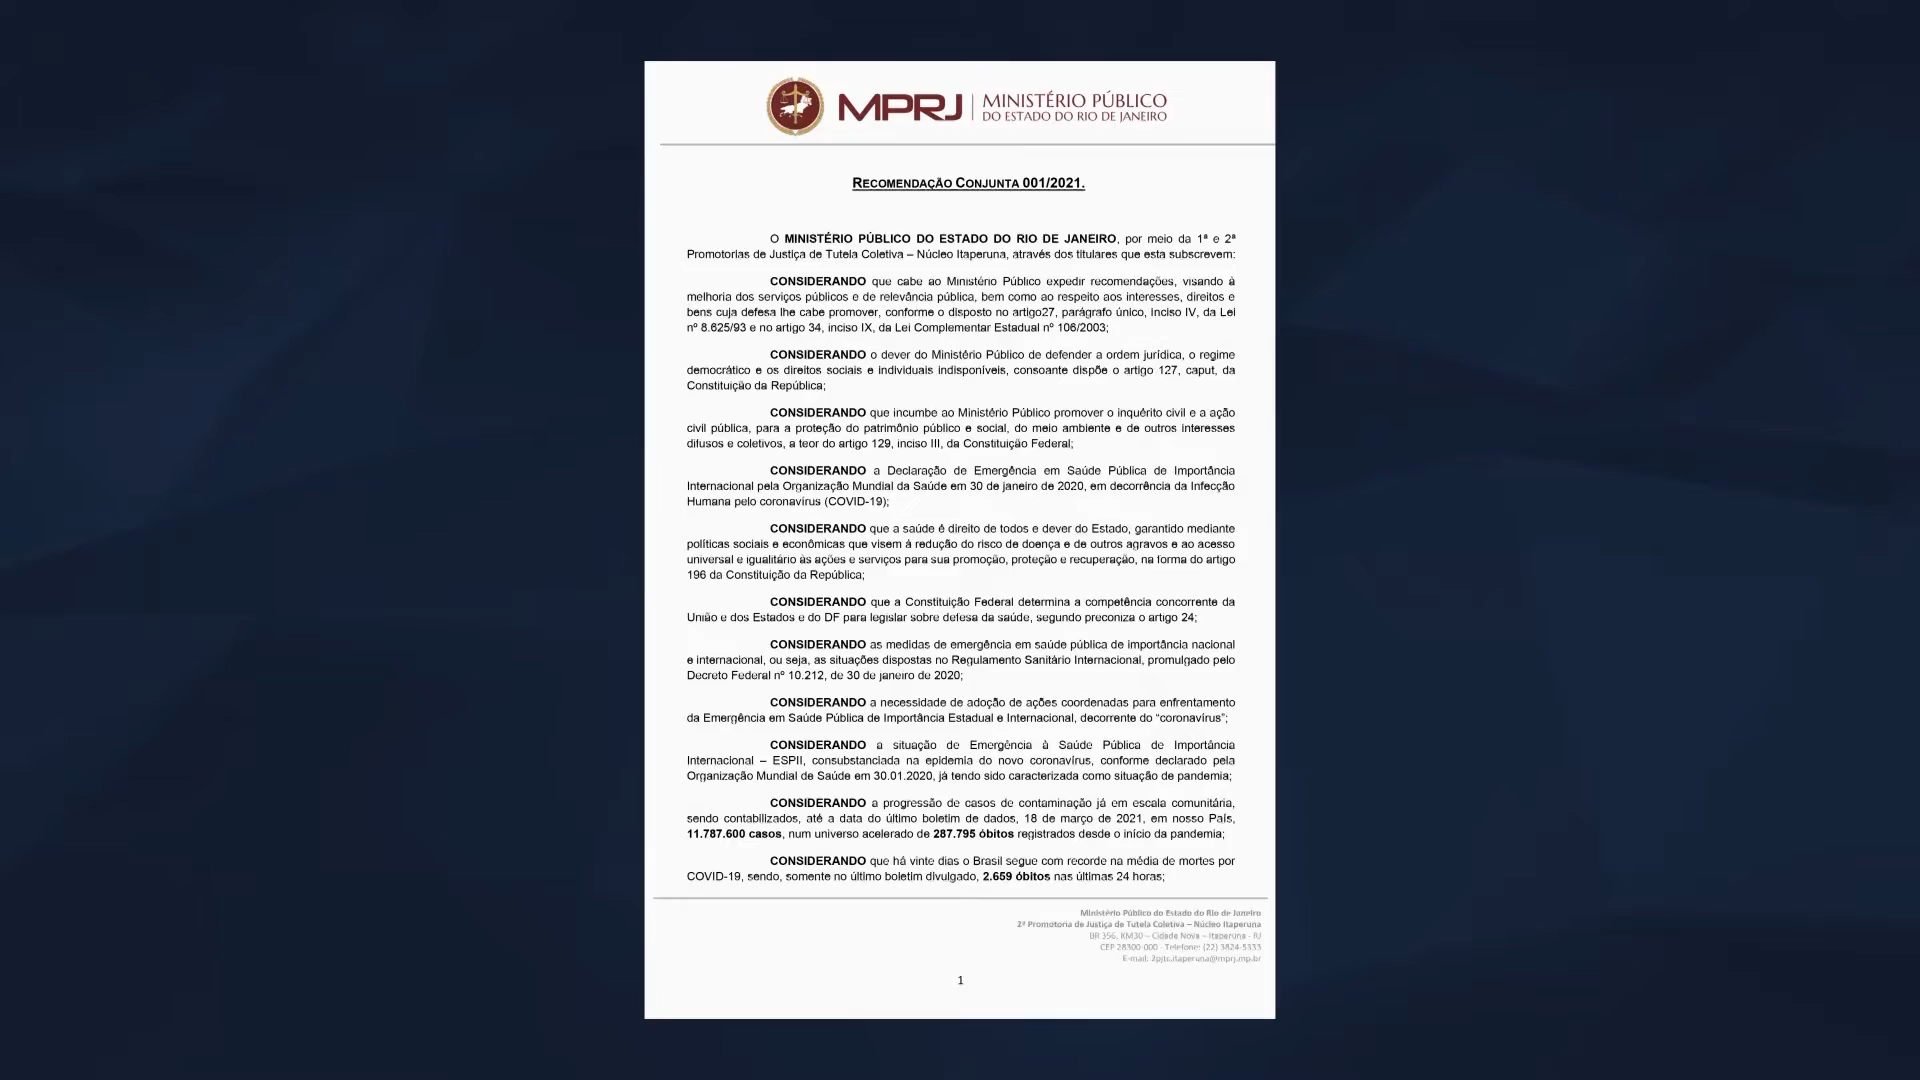 MPRJ MINISTÉRIO PÚBLICO
DO ESTADO DO RIO DE JANEIRO
RECOMENDAÇÃO CONJUNTA 001/2021.
O MINISTÉRIO PÚBLICO DO ESTADO DO RIO DE JANEIRO, por meio da 1ª e 2ª
Promotorias de Justiça de Tutela Coletiva – Núcleo Itaperuna, através dos titulares que esta subscrevem:
CONSIDERANDO que cabe ao Ministério Público expedir recomendações, visando à
melhoria dos serviços públicos e de relevância pública, bem como ao respeito aos interesses, direitos e
bens cuja defesa lhe cabe promover, conforme o disposto no artigo27, parágrafo único, inciso IV, da Lei
nº 8.625/93 e no artigo 34, inciso IX, da Lei Complementar Estadual nº 106/2003;
CONSIDERANDO o dever do Ministério Público de defender a ordem jurídica, o regime
democrático e os direitos sociais e individuais indisponíveis, consoante dispõe o artigo 127, caput, da
Constituição da República;
CONSIDERANDO que incumbe ao Ministério Público promover o inquérito civil e a ação
civil pública, para a proteção do patrimônio público e social, do meio ambiente e de outros interesses
difusos e coletivos, a teor do artigo 129, inciso III, da Constituição Federal;
CONSIDERANDO a Declaração de Emergência em Saúde Pública de Importância
Internacional pela Organização Mundial da Saúde em 30 de janeiro de 2020, em decorrência da Infecção
Humana pelo coronavírus (COVID-19);
CONSIDERANDO que a saúde é direito de todos e dever do Estado, garantido mediante
políticas sociais e econômicas que visem à redução do risco de doença e de outros agravos e ao acesso
universal e igualitário às ações e serviços para sua promoção, proteção e recuperação, na forma do artigo
196 da Constituição da República;
CONSIDERANDO que a Constituição Federal determina a competência concorrente da
União e dos Estados e do DF para legislar sobre defesa da saúde, segundo preconiza o artigo 24;
CONSIDERANDO as medidas de emergência em saúde pública de importância nacional
e internacional, ou seja, as situações dispostas no Regulamento Sanitário Internacional, promulgado pelo
Decreto Federal nº 10.212, de 30 de janeiro de 2020;
CONSIDERANDO a necessidade de adoção de ações coordenadas para enfrentamento
da Emergência em Saúde Pública de Importância Estadual e Internacional, decorrente do “coronavírus”;
CONSIDERANDO a situação de Emergência à Saúde Pública de Importância
Internacional – ESPII, consubstanciada na epidemia do novo coronavírus, conforme declarado pela
Organização Mundial de Saúde em 30.01.2020, já tendo sido caracterizada como situação de pandemia;
CONSIDERANDO a progressão de casos de contaminação já em escala comunitária,
sendo contabilizados, até a data do último boletim de dados, 18 de março de 2021, em nosso País,
11.787.600 casos, num universo acelerado de 287.795 óbitos registrados desde o início da pandemia;
CONSIDERANDO que há vinte dias o Brasil segue com recorde na média de mortes por
COVID-19, sendo, somente no último boletim divulgado, 2.659 óbitos nas últimas 24 horas;
Ministério Público do Estado do Rio de Janeiro
2ª Promotoria de Justiça de Tutela Coletiva – Núcleo Itaperuna
BR 356, KM30 – Cidade Nova – Itaperuna - RJ
CEP 28300-000 - Telefone: (22) 3824-5333
E-mail: 2pjtc.itaperuna@mprj.mp.br
1